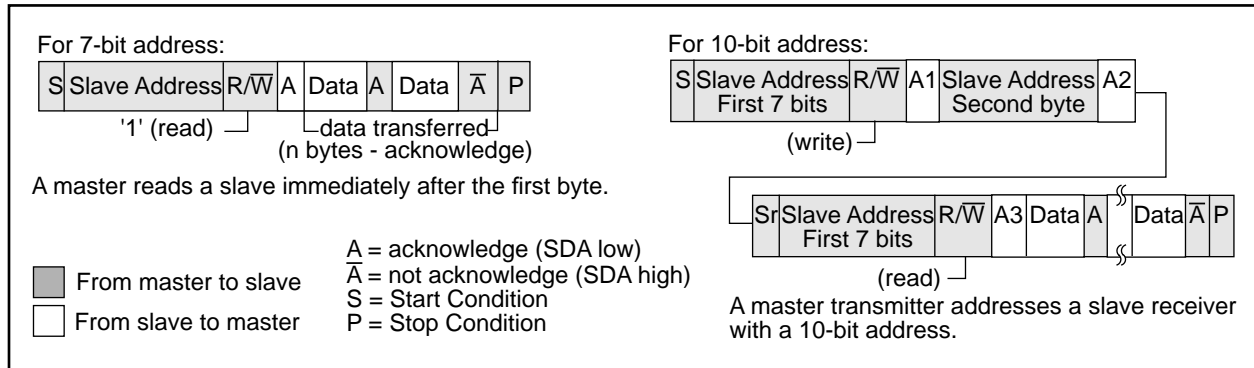 For 7-bit address:
S Slave Address R/W̅ A Data A Data A̅ P
'1' (read)
data transferred
(n bytes - acknowledge)
A master reads a slave immediately after the first byte.
From master to slave
From slave to master
A = acknowledge (SDA low)
A̅ = not acknowledge (SDA high)
S = Start Condition
P = Stop Condition
For 10-bit address:
S Slave Address First 7 bits R/W̅ A1 Slave Address Second byte A2
(write)
Sr Slave Address First 7 bits R/W̅ A3 Data A Data A̅ P
(read)
A master transmitter addresses a slave receiver
with a 10-bit address.